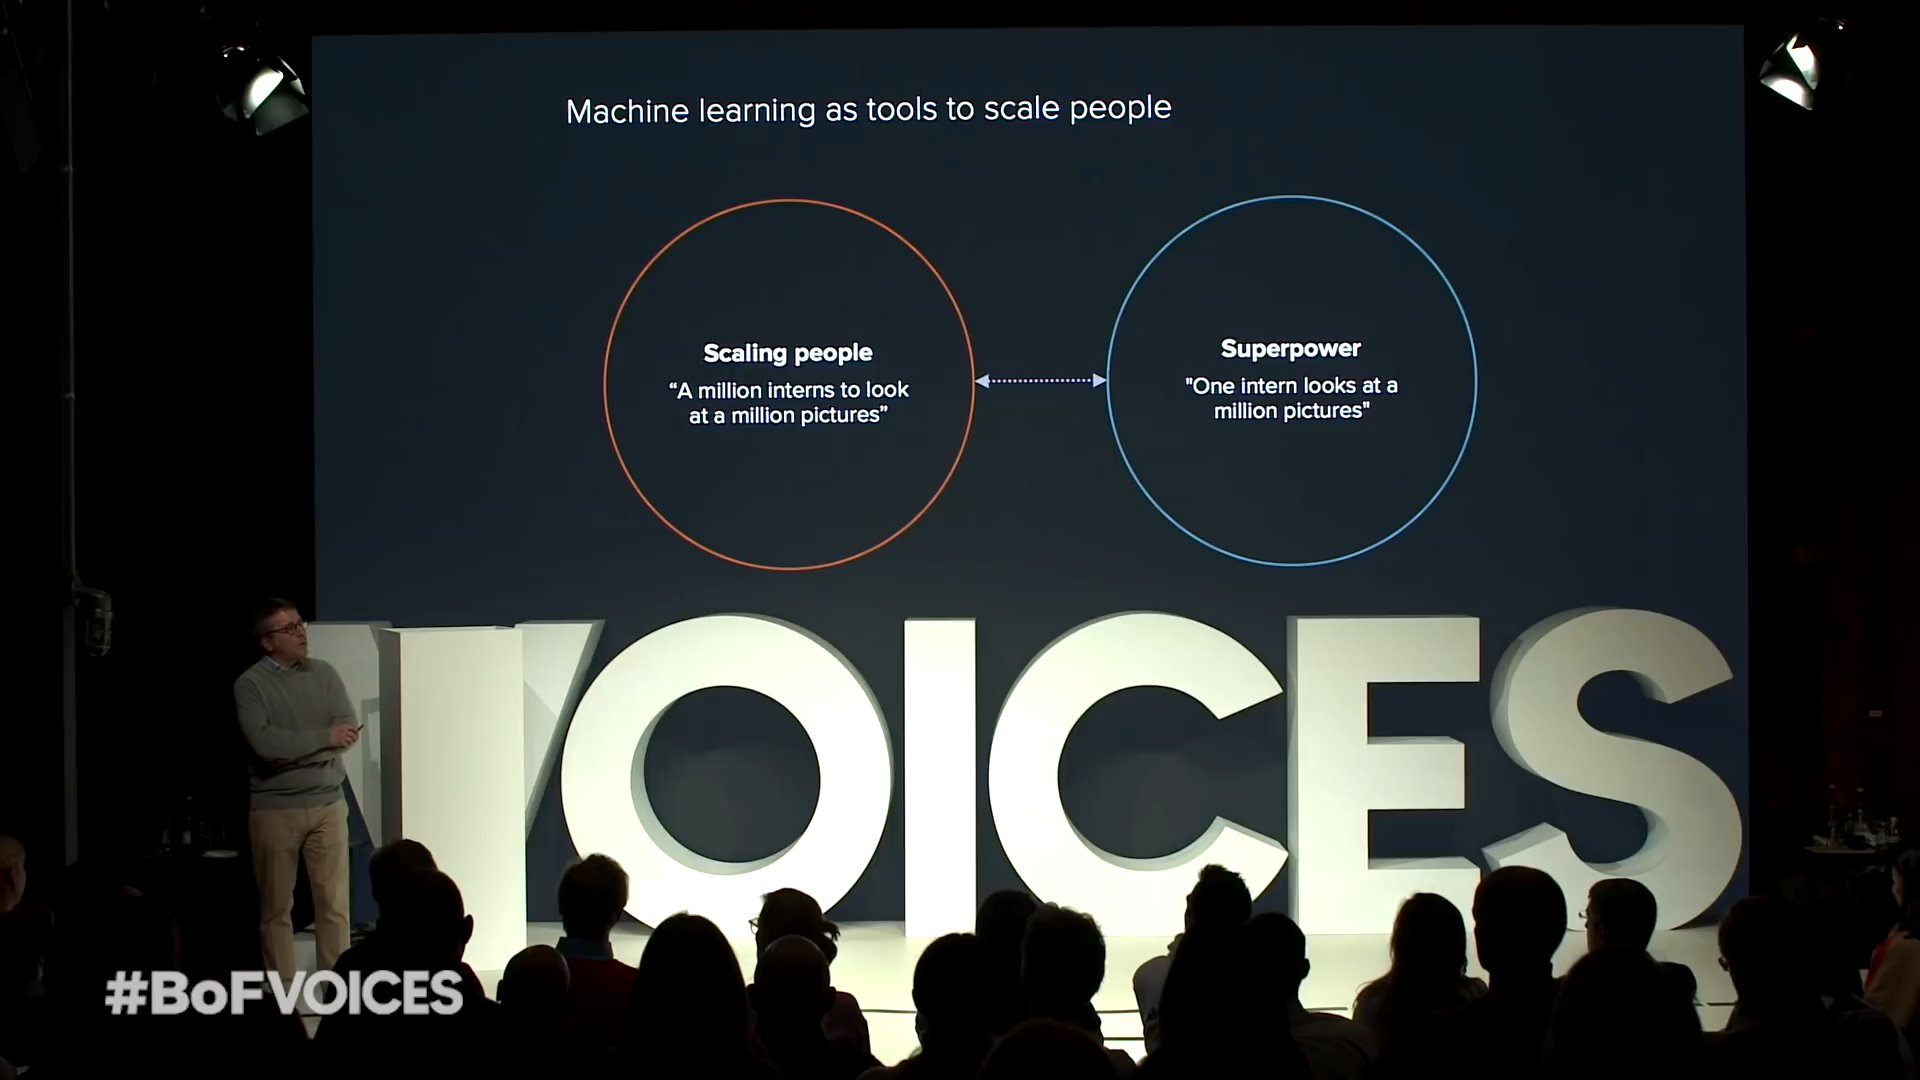 Machine learning as tools to scale people
Scaling people
“A million interns to look
at a million pictures”
Superpower
"One intern looks at a
million pictures"
VOICES
#BoFVOICES